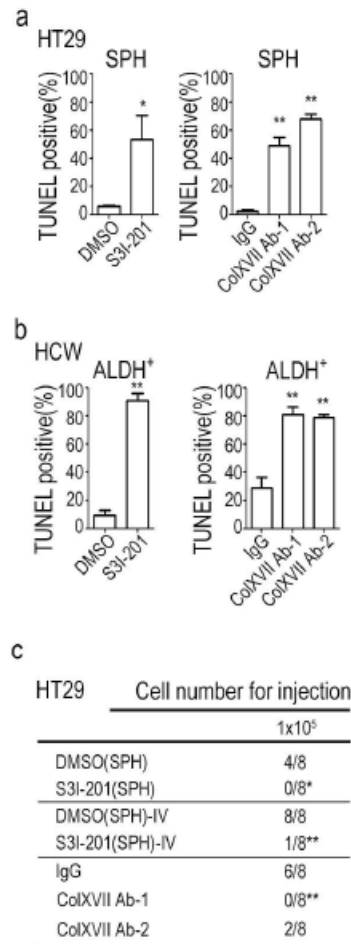 a
HT29
SPH
SPH
TUNEL positive(%)
100
80
60
40
20
0
*
DMSO
S3I-201
TUNEL positive(%)
100
80
60
40
20
0
**
**
IgG
ColXVII Ab-1
ColXVII Ab-2
b
HCW
ALDH+
ALDH+
TUNEL positive(%)
100
80
60
40
20
0
**
DMSO
S3I-201
TUNEL positive(%)
100
80
60
40
20
0
**
**
IgG
ColXVII Ab-1
ColXVII Ab-2
c
HT29 Cell number for injection
1x10⁵
DMSO(SPH) 4/8
S3I-201(SPH) 0/8*
DMSO(SPH)-IV 8/8
S3I-201(SPH)-IV 1/8**
IgG 6/8
ColXVII Ab-1 0/8**
ColXVII Ab-2 2/8